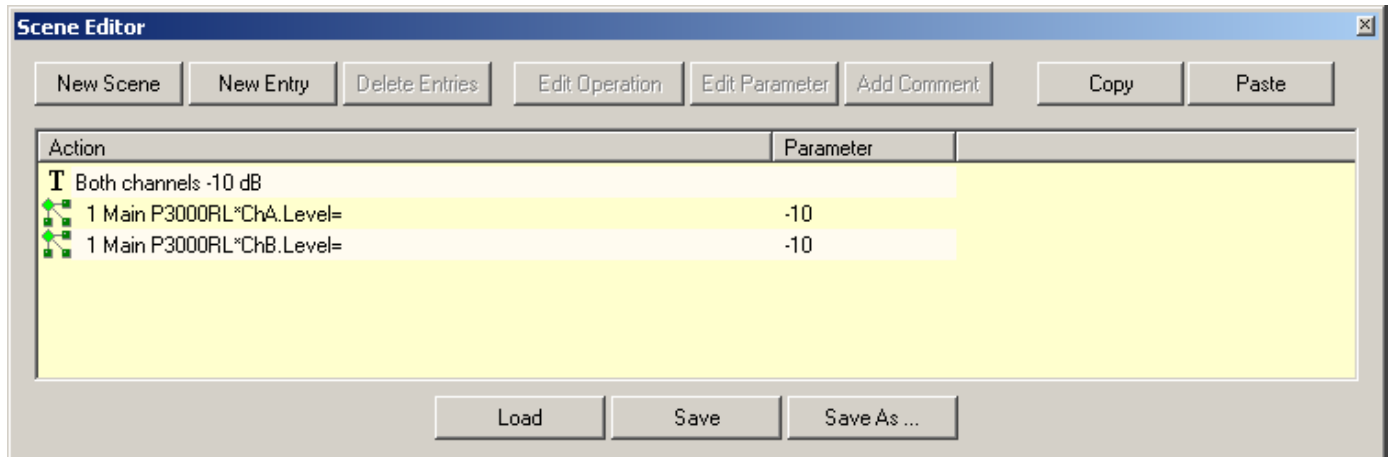 Scene Editor
New Scene New Entry Delete Entries Edit Operation Edit Parameter Add Comment Copy Paste
Action Parameter
T Both channels -10 dB
1 Main P3000RL*ChA.Level= -10
1 Main P3000RL*ChB.Level= -10
Load Save Save As ...